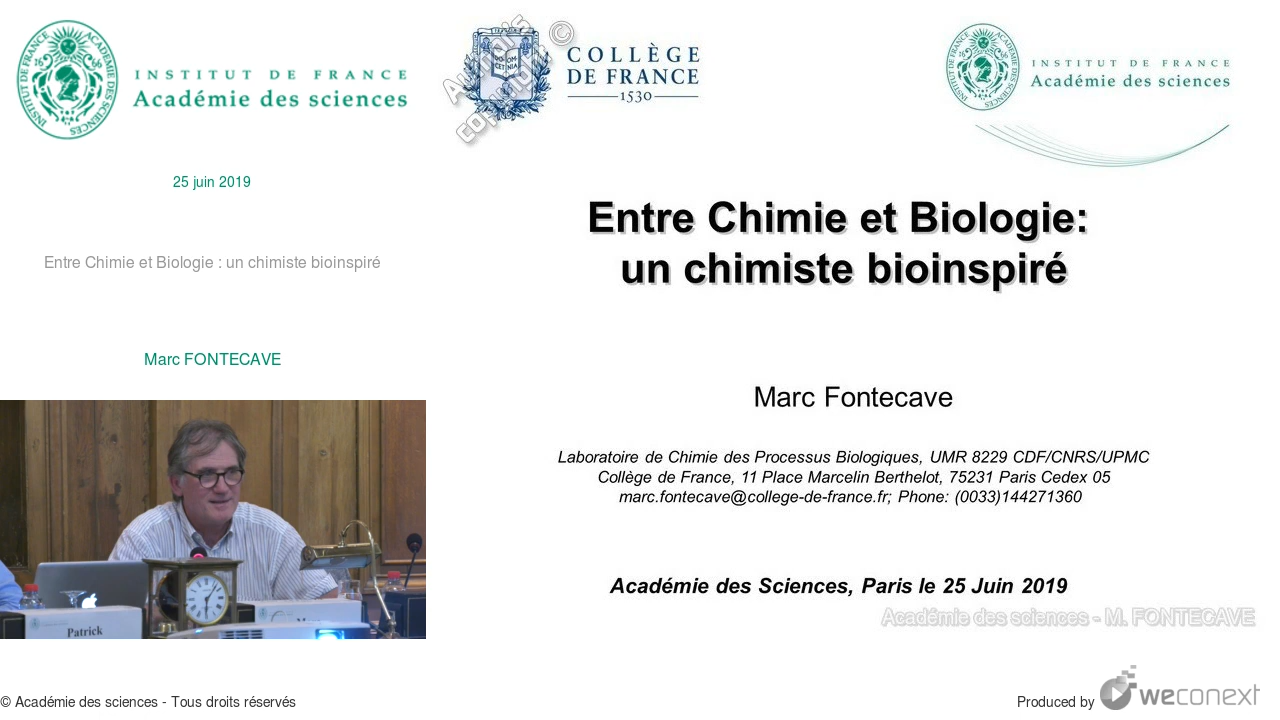 INSTITUT DE FRANCE
Académie des sciences
25 juin 2019
Entre Chimie et Biologie : un chimiste bioinspiré
Marc FONTECAVE
Patrick
COLLÈGE
DE FRANCE
1530
INSTITUT DE FRANCE
Académie des sciences
Entre Chimie et Biologie:
un chimiste bioinspiré
Marc Fontecave
Laboratoire de Chimie des Processus Biologiques, UMR 8229 CDF/CNRS/UPMC
Collège de France, 11 Place Marcelin Berthelot, 75231 Paris Cedex 05
marc.fontecave@college-de-france.fr; Phone: (0033)144271360
Académie des Sciences, Paris le 25 Juin 2019
Académie des sciences - M. FONTECAVE
© Académie des sciences - Tous droits réservés
Produced by weconext